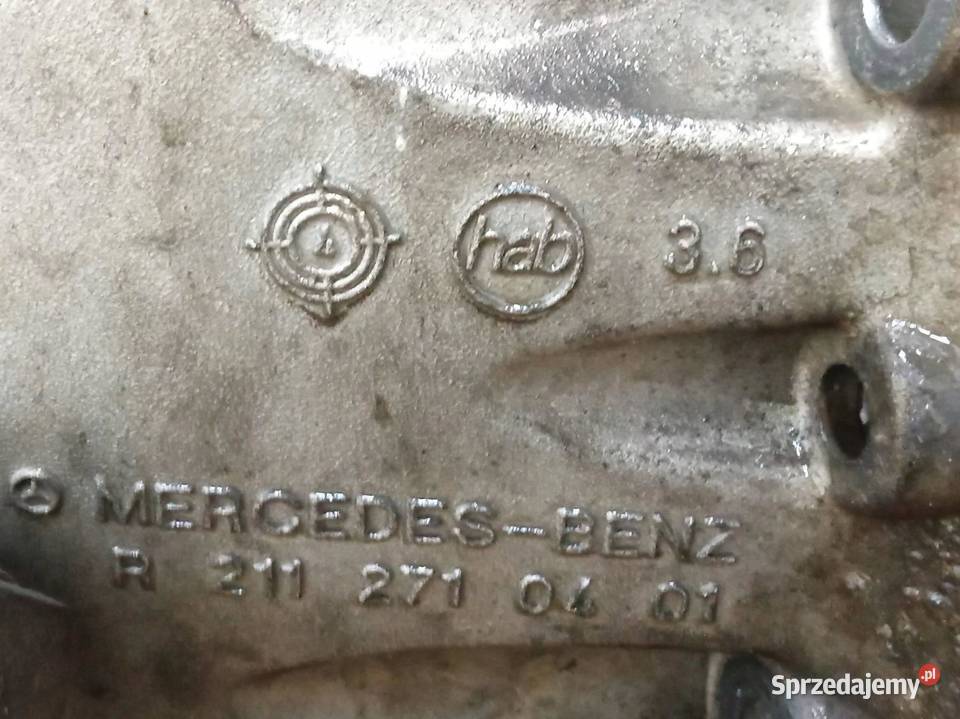 hab 3.6
MERCEDES-BENZ
R 211 271 04 01
Sprzedajemy.pl